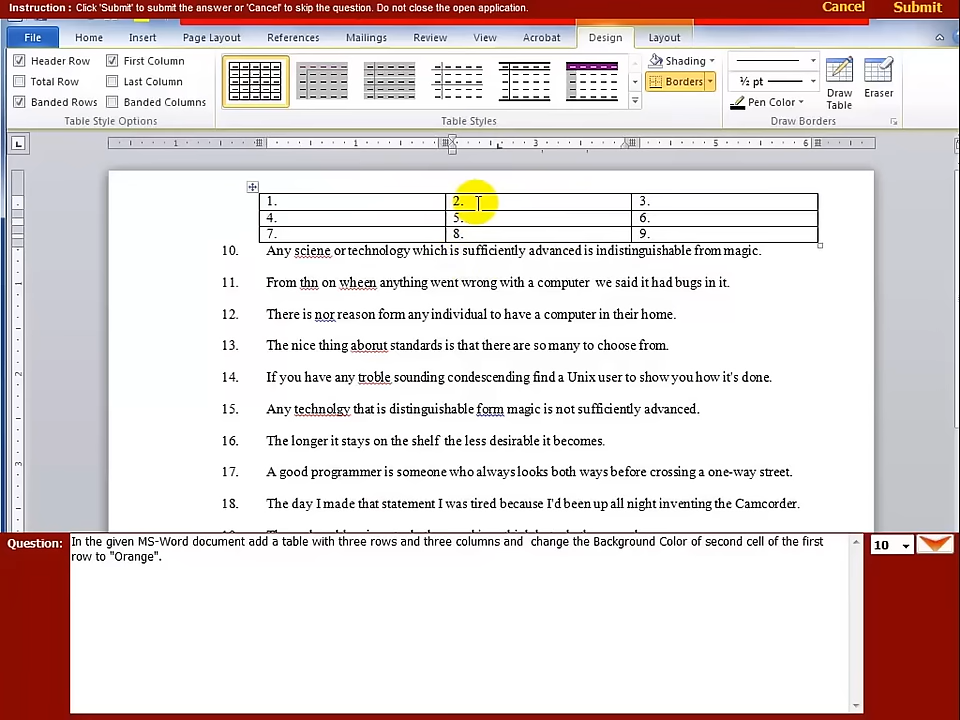 Instruction : Click 'Submit' to submit the answer or 'Cancel' to skip the question. Do not close the open application.
Cancel Submit
File Home Insert Page Layout References Mailings Review View Acrobat Design Layout
Header Row First Column Shading
Total Row Last Column Borders ½ pt Draw Table Eraser
Banded Rows Banded Columns Pen Color
Table Style Options Table Styles Draw Borders
1 1 3 5 6
1. 2. 3.
4. 5. 6.
7. 8. 9.
10. Any sciene or technology which is sufficiently advanced is indistinguishable from magic.
11. From thn on wheen anything went wrong with a computer we said it had bugs in it.
12. There is nor reason form any individual to have a computer in their home.
13. The nice thing aborut standards is that there are so many to choose from.
14. If you have any troble sounding condescending find a Unix user to show you how it's done.
15. Any technolgy that is distinguishable form magic is not sufficiently advanced.
16. The longer it stays on the shelf the less desirable it becomes.
17. A good programmer is someone who always looks both ways before crossing a one-way street.
18. The day I made that statement I was tired because I'd been up all night inventing the Camcorder.
Question: In the given MS-Word document add a table with three rows and three columns and change the Background Color of second cell of the first
row to "Orange".
10